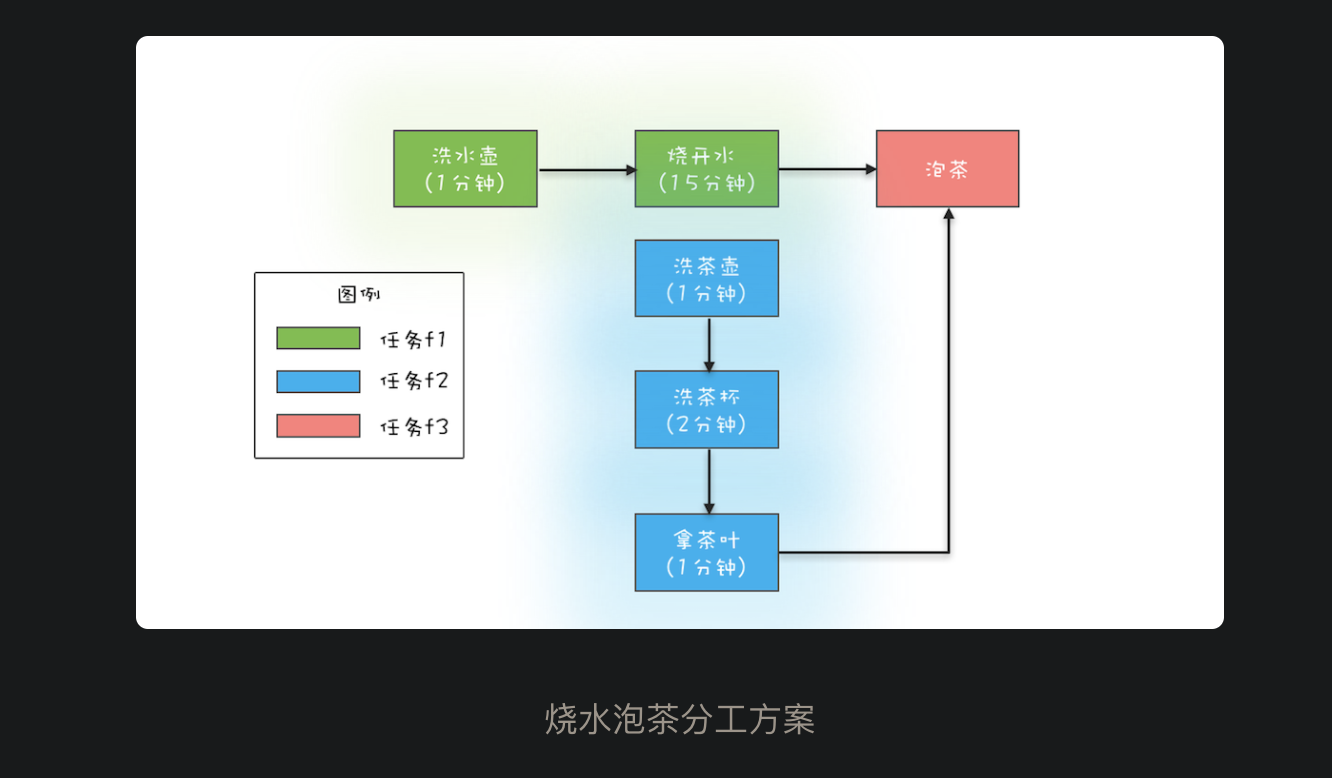 洗水壶
(1分钟)
烧开水
(15分钟)
泡茶
洗茶壶
(1分钟)
洗茶杯
(2分钟)
拿茶叶
(1分钟)
图例
任务f1
任务f2
任务f3
烧水泡茶分工方案